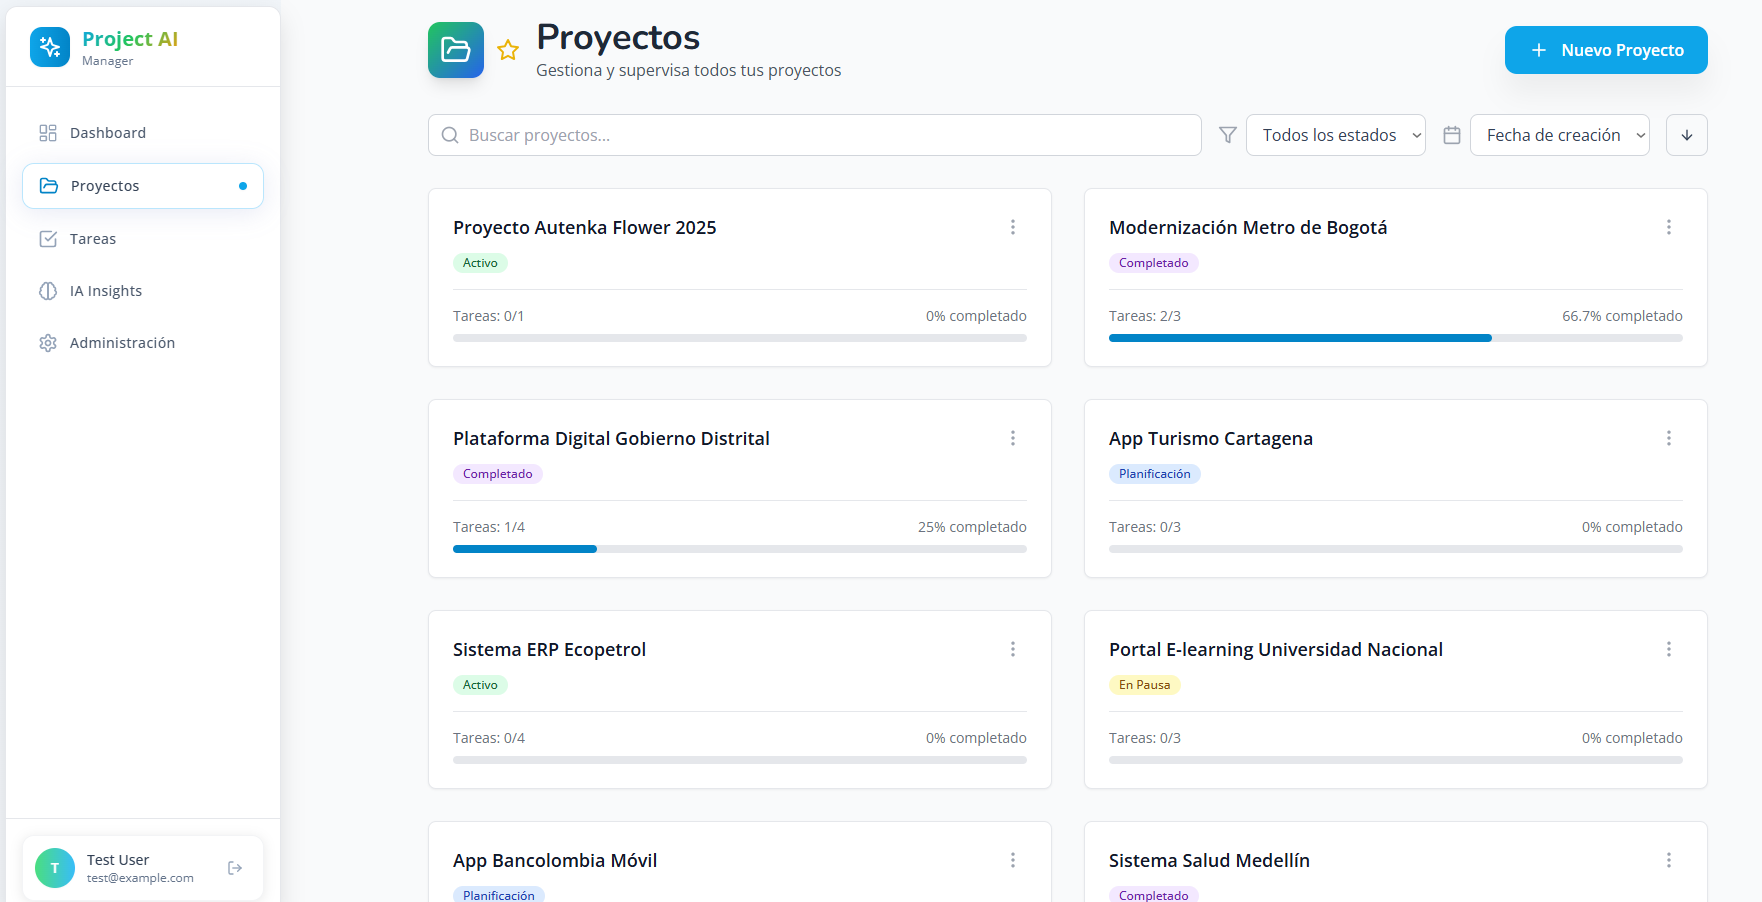 Project AI
Manager
Dashboard
Proyectos
Tareas
IA Insights
Administración
T
Test User
test@example.com
Proyectos
Gestiona y supervisa todos tus proyectos
Nuevo Proyecto
Buscar proyectos...
Todos los estados
Fecha de creación
Proyecto Autenka Flower 2025
Activo
Tareas: 0/1
0% completado
Modernización Metro de Bogotá
Completado
Tareas: 2/3
66.7% completado
Plataforma Digital Gobierno Distrital
Completado
Tareas: 1/4
25% completado
App Turismo Cartagena
Planificación
Tareas: 0/3
0% completado
Sistema ERP Ecopetrol
Activo
Tareas: 0/4
0% completado
Portal E-learning Universidad Nacional
En Pausa
Tareas: 0/3
0% completado
App Bancolombia Móvil
Planificación
Sistema Salud Medellín
Completado